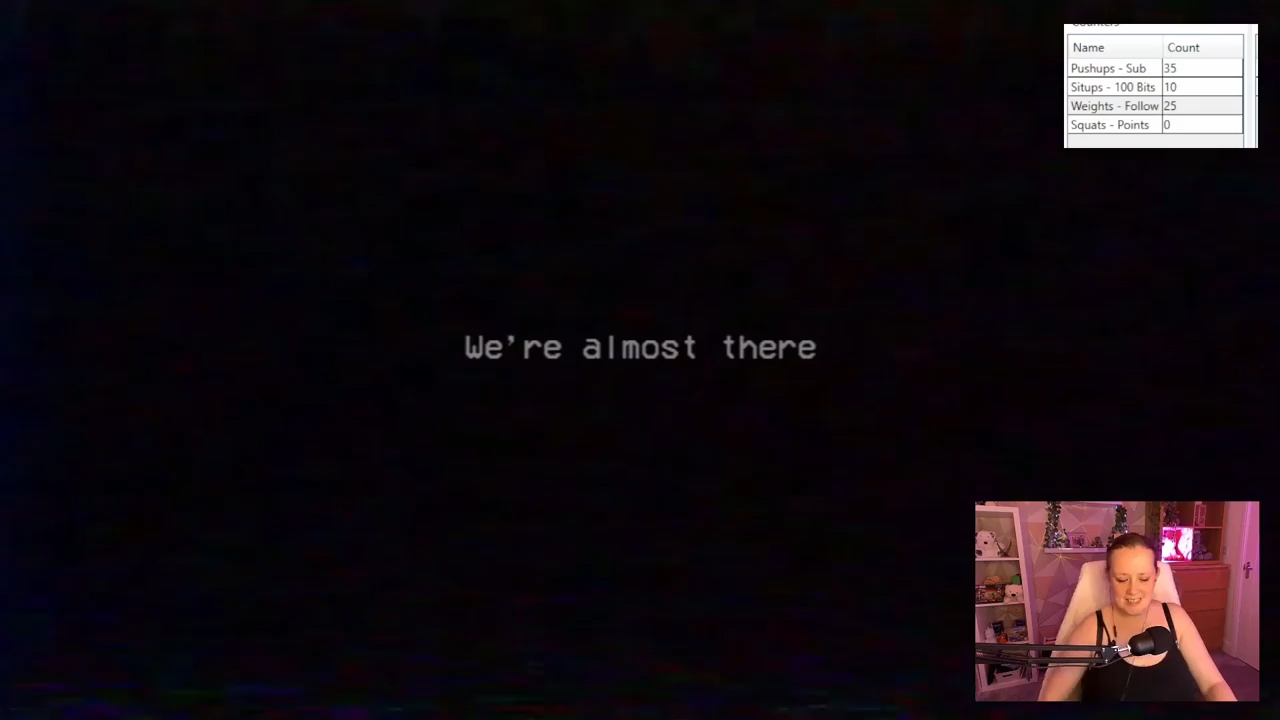 Counters
Name Count
Pushups - Sub 35
Situps - 100 Bits 10
Weights - Follow 25
Squats - Points 0
We're almost there